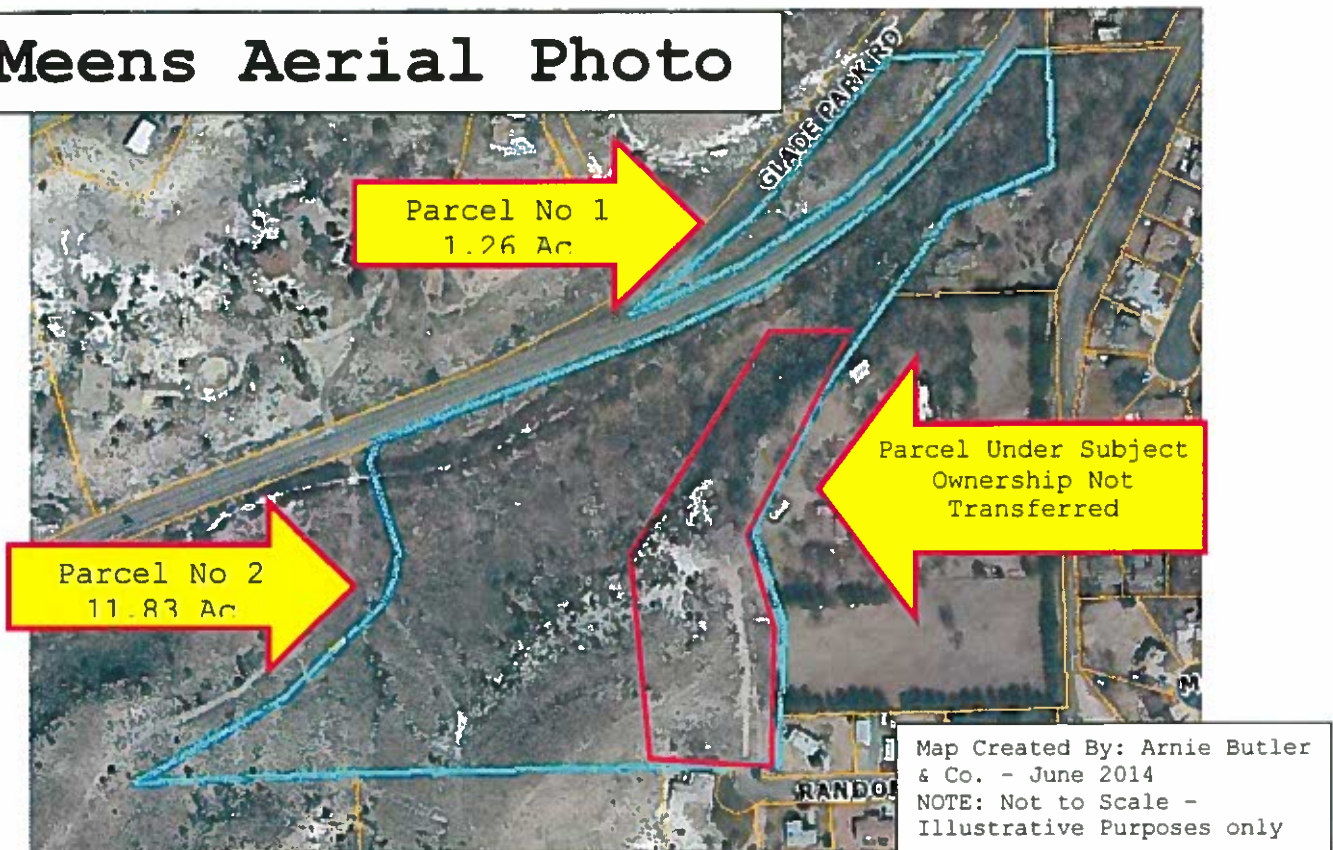 Meens Aerial Photo
GLADE PARK RD
Parcel No 1
1.26 Ac
Parcel Under Subject
Ownership Not
Transferred
Parcel No 2
11.83 Ac
M
RANDO
Map Created By: Arnie Butler
& Co. - June 2014
NOTE: Not to Scale -
Illustrative Purposes only